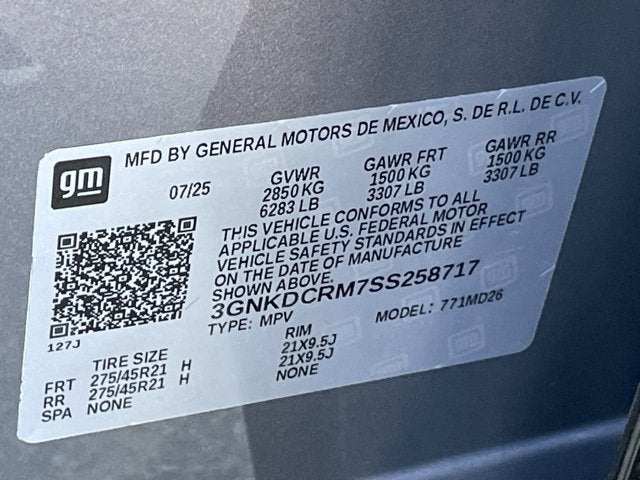 gm
MFD BY GENERAL MOTORS DE MEXICO, S. DE R.L. DE C.V.
07/25 GVWR GAWR FRT GAWR RR
2850 KG 1500 KG 1500 KG
6283 LB 3307 LB 3307 LB
THIS VEHICLE CONFORMS TO ALL
APPLICABLE U.S. FEDERAL MOTOR
VEHICLE SAFETY STANDARDS IN EFFECT
ON THE DATE OF MANUFACTURE
SHOWN ABOVE.
3GNKDCRM7SS258717
TYPE: MPV MODEL: 771MD26
127J
TIRE SIZE RIM
FRT 275/45R21 H 21X9.5J
RR 275/45R21 H 21X9.5J
SPA NONE NONE